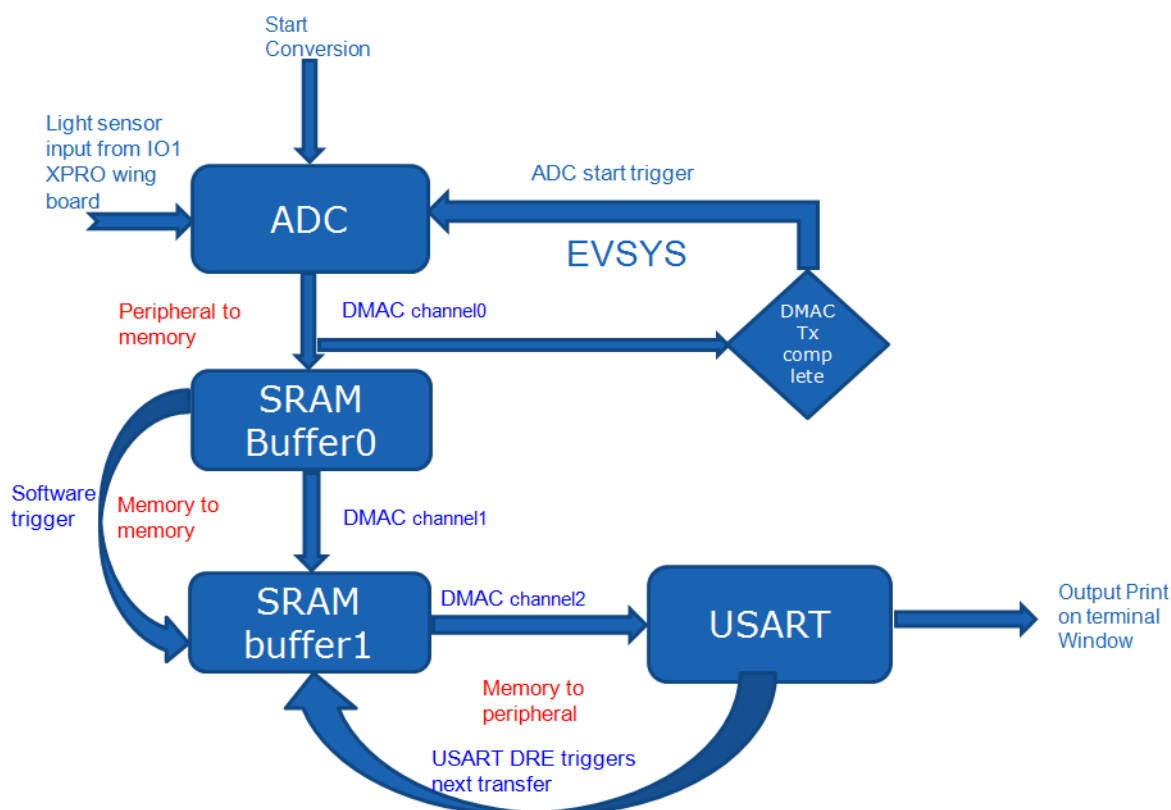 Start
Conversion
Light sensor
input from IO1
XPRO wing
board
ADC start trigger
ADC
EVSYS
Peripheral to
memory
DMAC channel0
DMAC
Tx
comp
lete
SRAM
Buffer0
Software
trigger
Memory to
memory
DMAC channel1
SRAM
buffer1
DMAC channel2
USART
Output Print
on terminal
Window
Memory to
peripheral
USART DRE triggers
next transfer